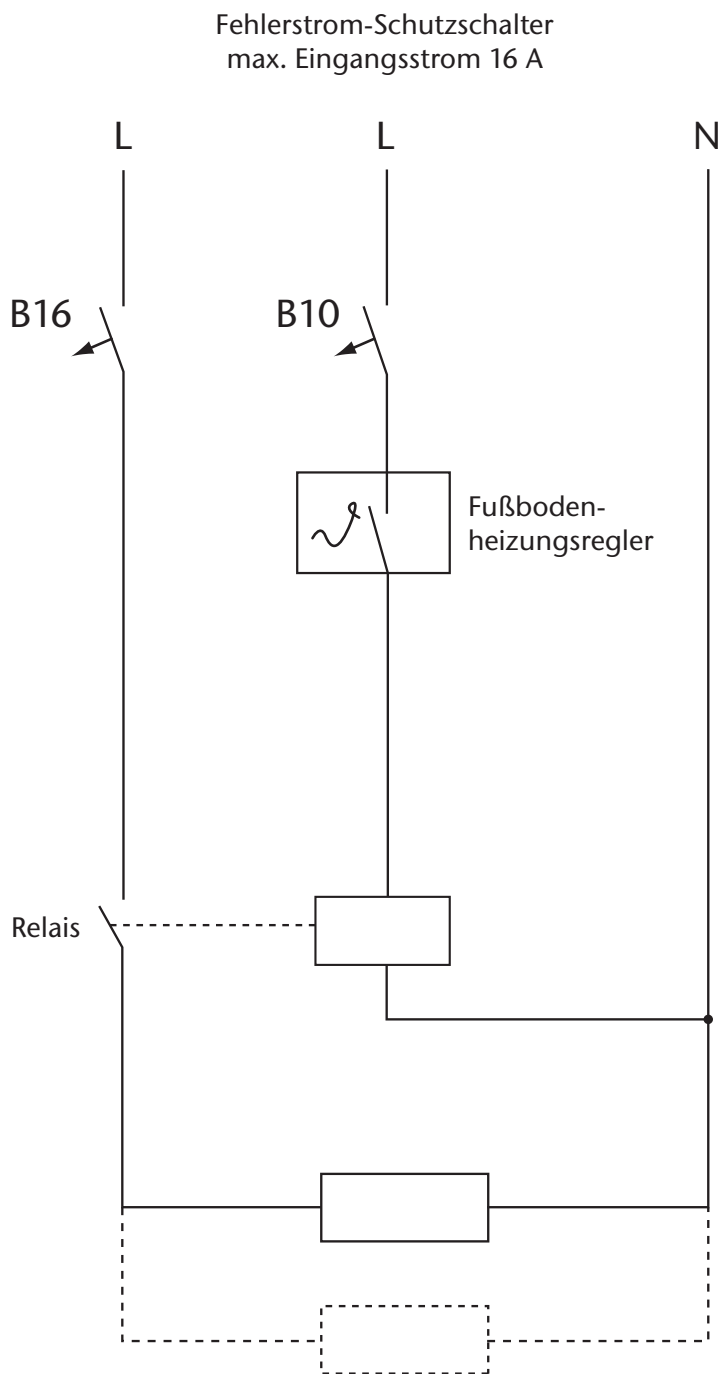 Fehlerstrom-Schutzschalter
max. Eingangsstrom 16 A
L
L
N
B16
B10
Fußboden-
heizungsregler
Relais